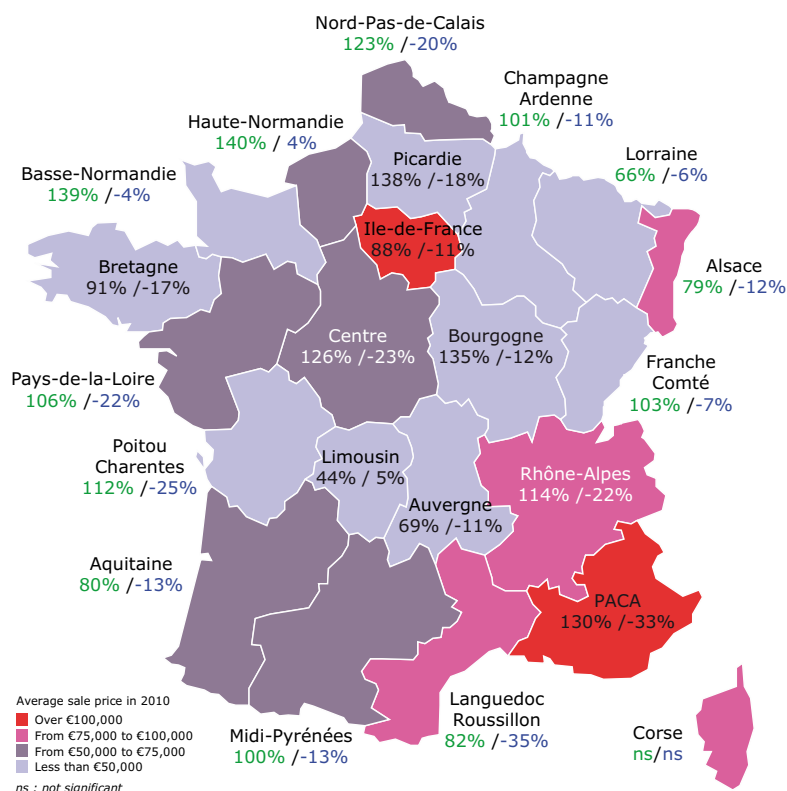 Nord-Pas-de-Calais
123% /-20%
Champagne
Ardenne
101% /-11%
Haute-Normandie
140% / 4%
Picardie
138% /-18%
Lorraine
66% /-6%
Basse-Normandie
139% /-4%
Ile-de-France
88% /-11%
Bretagne
91% /-17%
Alsace
79% /-12%
Centre
126% /-23%
Bourgogne
135% /-12%
Pays-de-la-Loire
106% /-22%
Franche
Comté
103% /-7%
Poitou
Charentes
112% /-25%
Limousin
44% / 5%
Rhône-Alpes
114% /-22%
Auvergne
69% /-11%
Aquitaine
80% /-13%
PACA
130% /-33%
Languedoc
Roussillon
82% /-35%
Midi-Pyrénées
100% /-13%
Corse
ns/ns
Average sale price in 2010
Over €100,000
From €75,000 to €100,000
From €50,000 to €75,000
Less than €50,000
ns : not significant